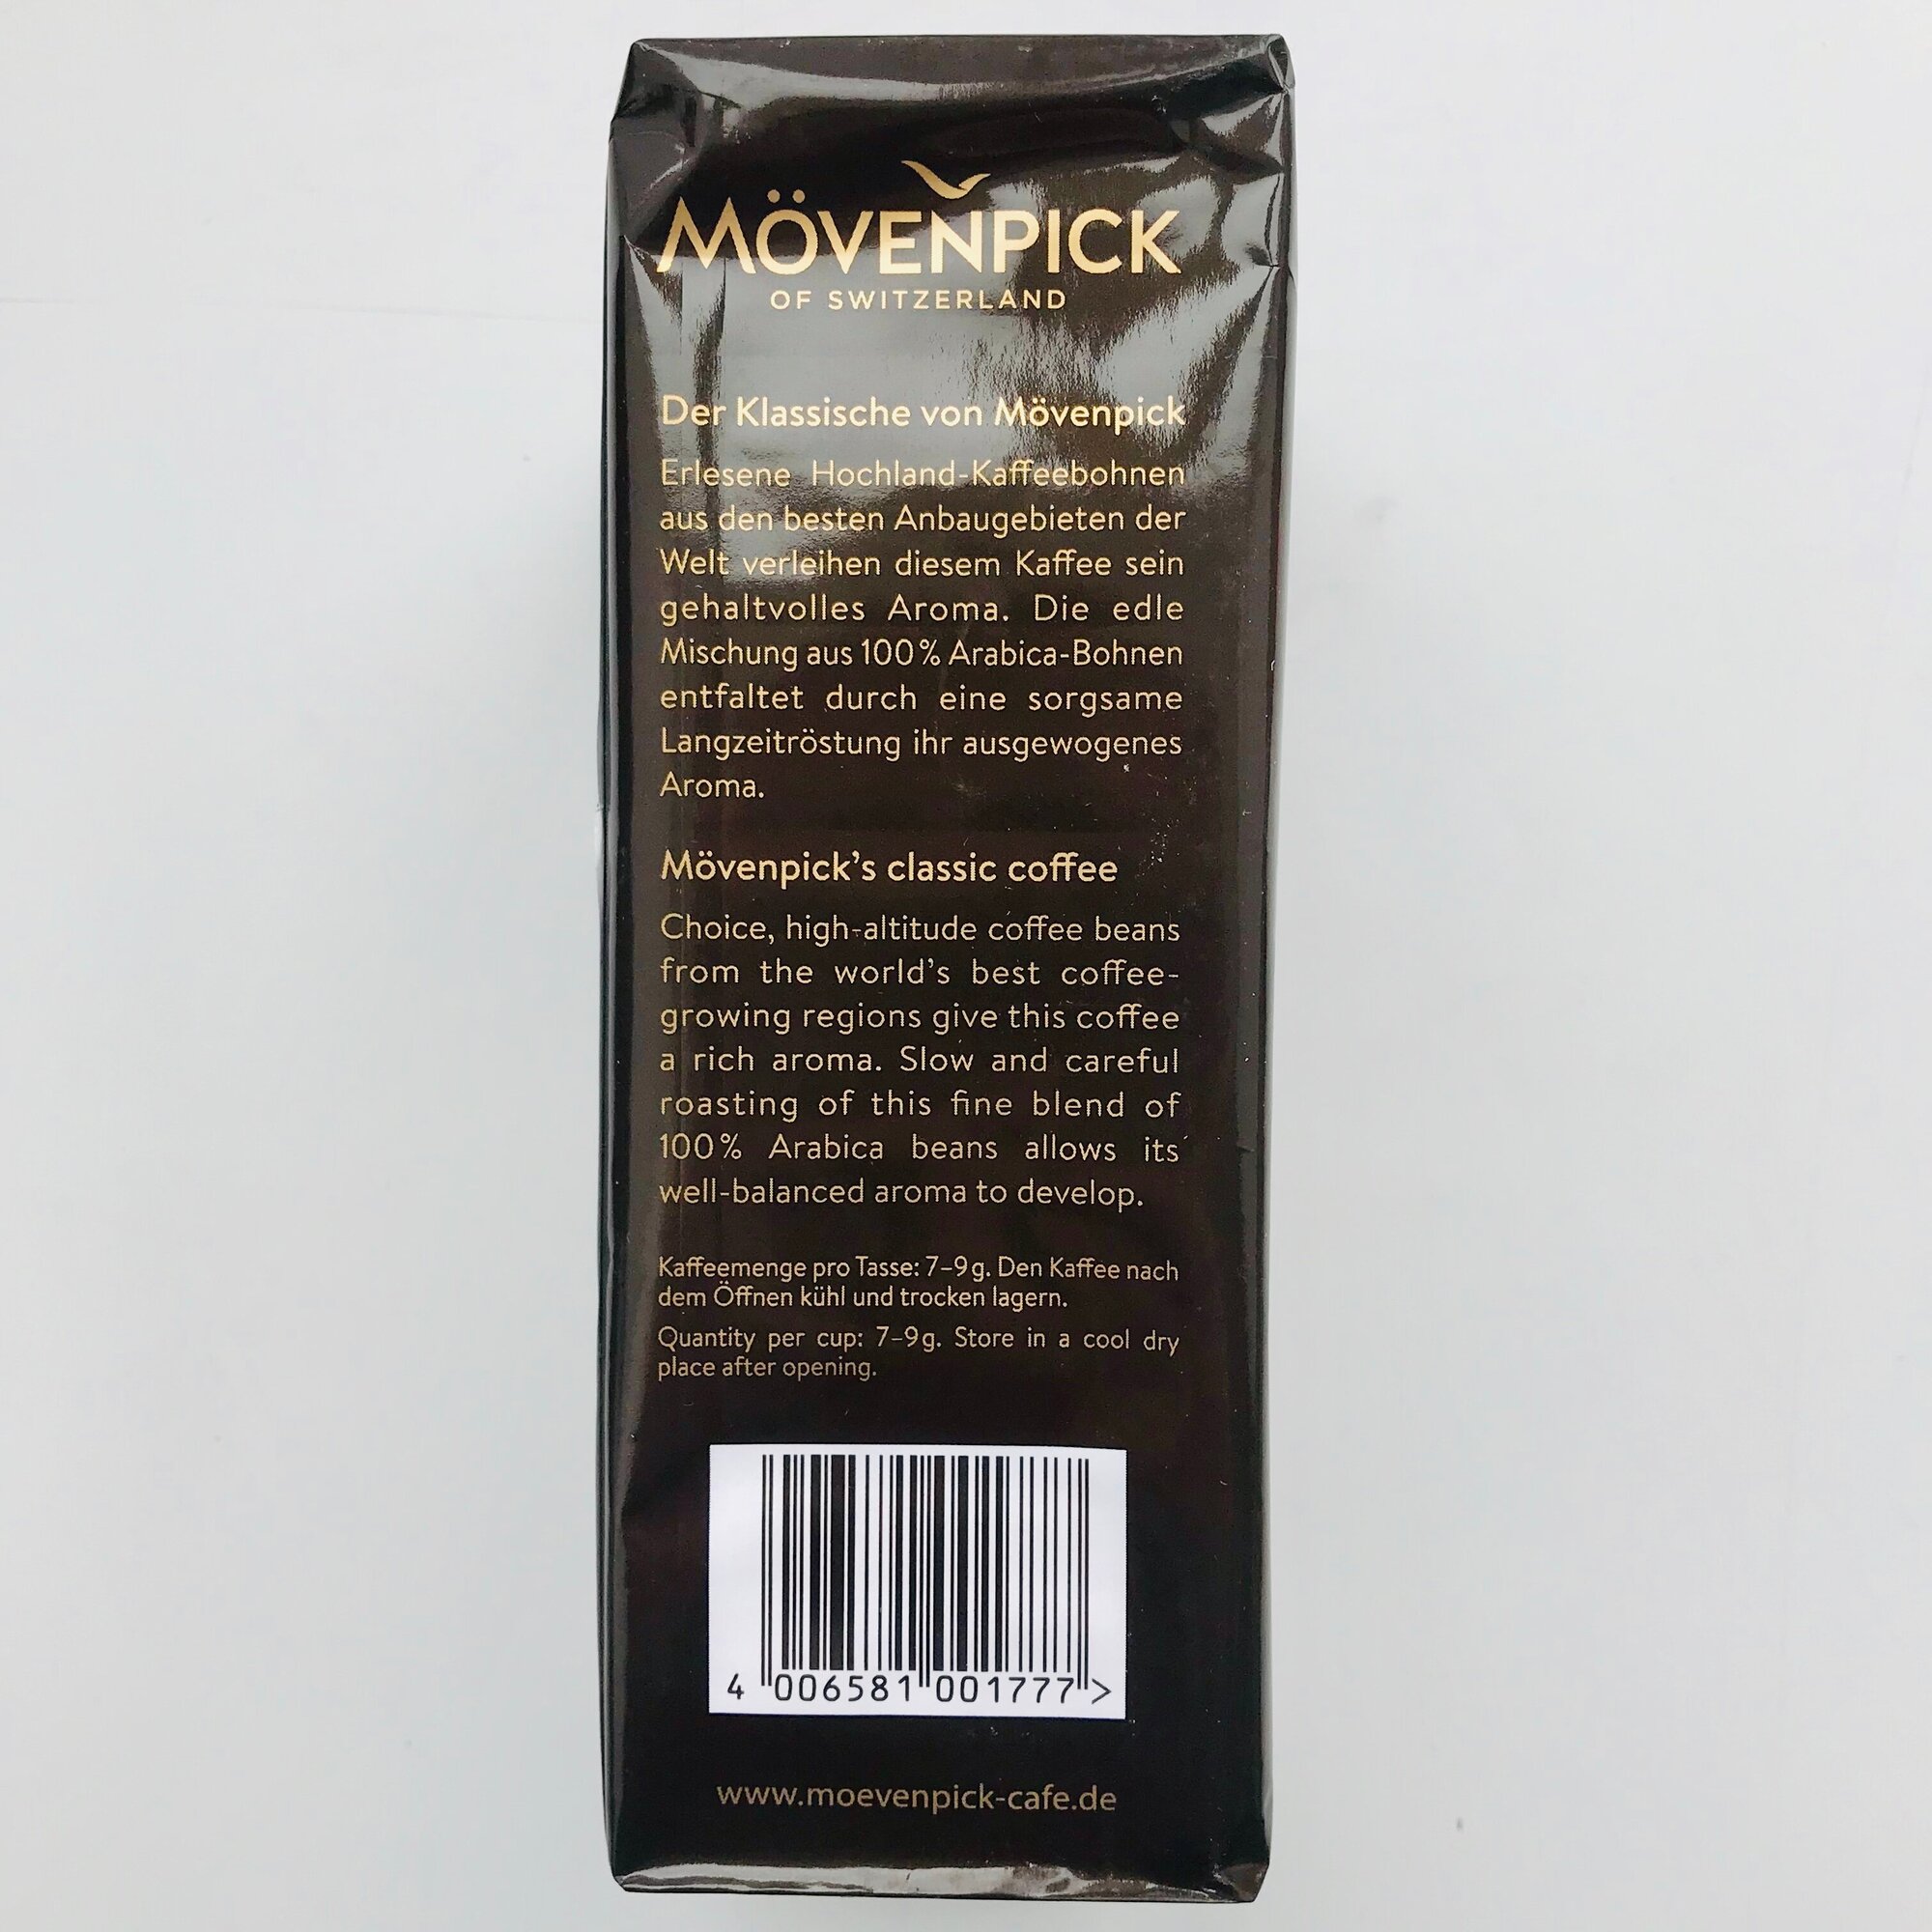 MÖVENPICK
OF SWITZERLAND
Der Klassische von Mövenpick
Erlesene Hochland-Kaffeebohnen
aus den besten Anbaugebieten der
Welt verleihen diesem Kaffee sein
gehaltvolles Aroma. Die edle
Mischung aus 100% Arabica-Bohnen
entfaltet durch eine sorgsame
Langzeitröstung ihr ausgewogenes
Aroma.
Mövenpick's classic coffee
Choice, high-altitude coffee beans
from the world's best coffee-
growing regions give this coffee
a rich aroma. Slow and careful
roasting of this fine blend of
100% Arabica beans allows its
well-balanced aroma to develop.
Kaffeemenge pro Tasse: 7–9g. Den Kaffee nach
dem Öffnen kühl und trocken lagern.
Quantity per cup: 7–9g. Store in a cool dry
place after opening.
4 006581 001777 >
www.moevenpick-cafe.de